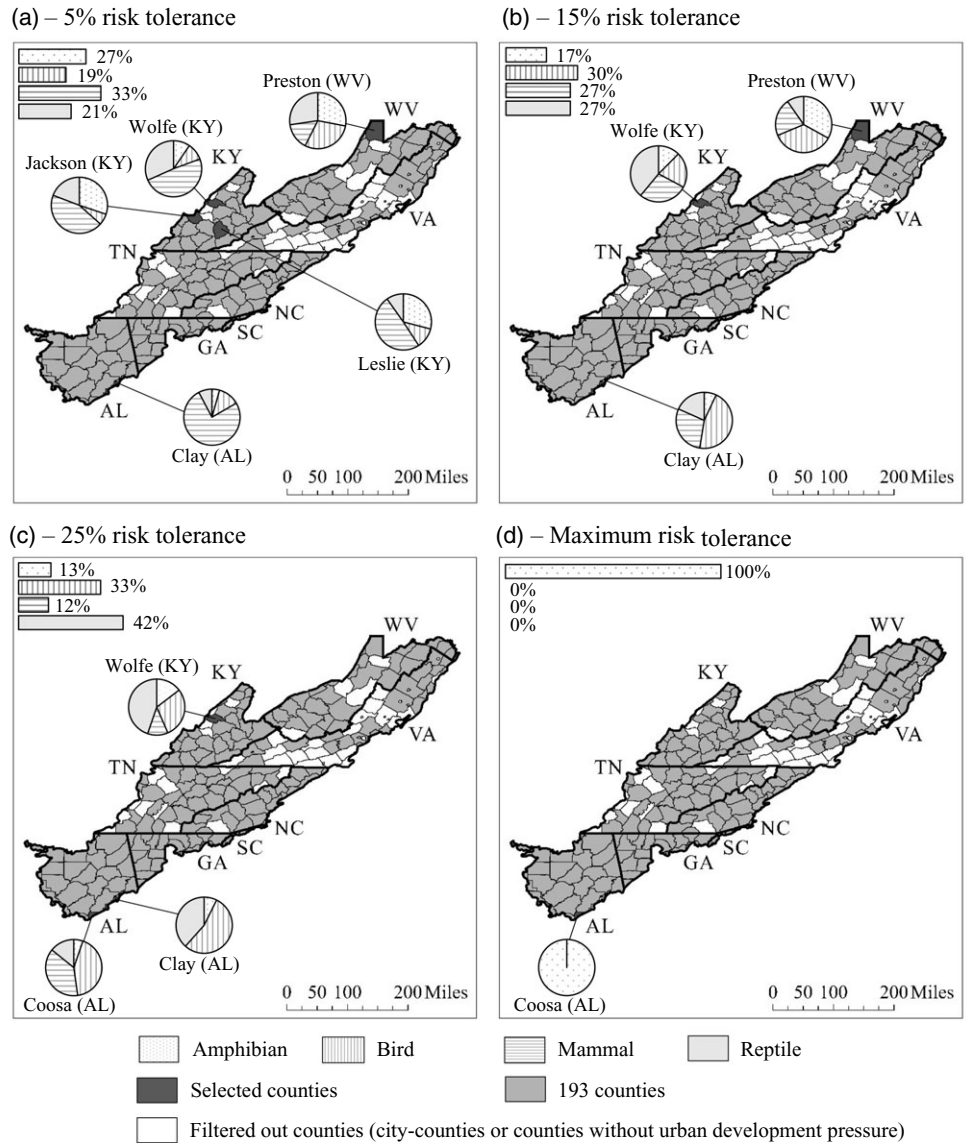 (a) – 5% risk tolerance
27%
19%
33%
21%
Preston (WV)
Wolfe (KY)
Jackson (KY)
KY
WV
VA
TN
NC
SC
GA
AL
Leslie (KY)
Clay (AL)
0 50 100 200 Miles
(b) – 15% risk tolerance
17%
30%
27%
27%
Preston (WV)
Wolfe (KY)
KY
WV
VA
TN
NC
SC
GA
AL
Clay (AL)
0 50 100 200 Miles
(c) – 25% risk tolerance
13%
33%
12%
42%
Wolfe (KY)
KY
WV
VA
TN
NC
SC
GA
AL
Clay (AL)
Coosa (AL)
0 50 100 200 Miles
(d) – Maximum risk tolerance
100%
0%
0%
0%
KY
WV
VA
TN
NC
SC
GA
AL
Coosa (AL)
0 50 100 200 Miles
Amphibian Bird Mammal Reptile
Selected counties 193 counties
Filtered out counties (city-counties or counties without urban development pressure)